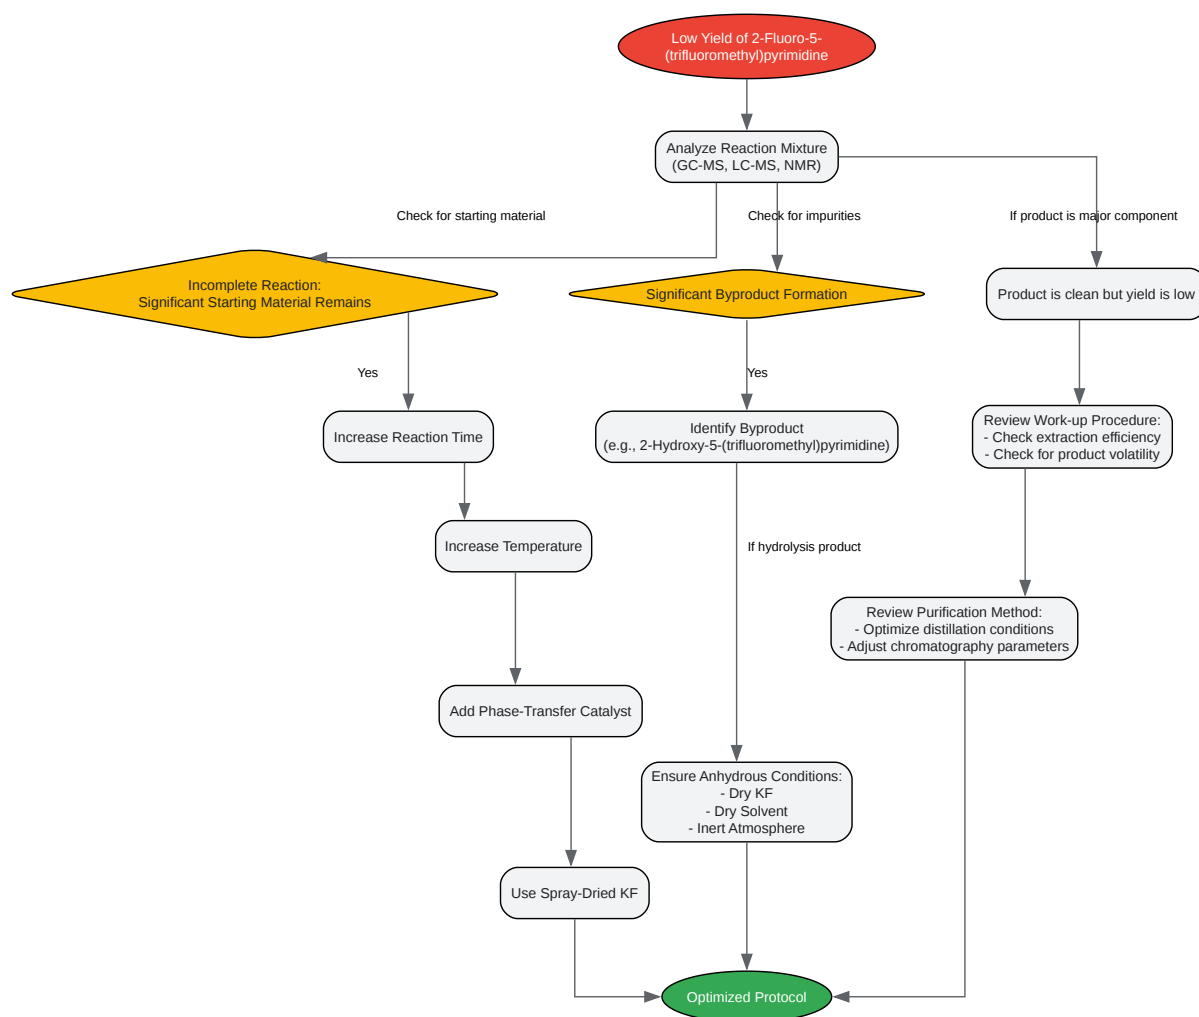 Low Yield of 2-Fluoro-5-
(trifluoromethyl)pyrimidine
Analyze Reaction Mixture
(GC-MS, LC-MS, NMR)
Check for starting material
Check for impurities
If product is major component
Incomplete Reaction:
Significant Starting Material Remains
Significant Byproduct Formation
Product is clean but yield is low
Yes
Yes
Increase Reaction Time
Identify Byproduct
(e.g., 2-Hydroxy-5-(trifluoromethyl)pyrimidine)
Review Work-up Procedure:
- Check extraction efficiency
- Check for product volatility
Increase Temperature
If hydrolysis product
Review Purification Method:
- Optimize distillation conditions
- Adjust chromatography parameters
Add Phase-Transfer Catalyst
Ensure Anhydrous Conditions:
- Dry KF
- Dry Solvent
- Inert Atmosphere
Use Spray-Dried KF
Optimized Protocol